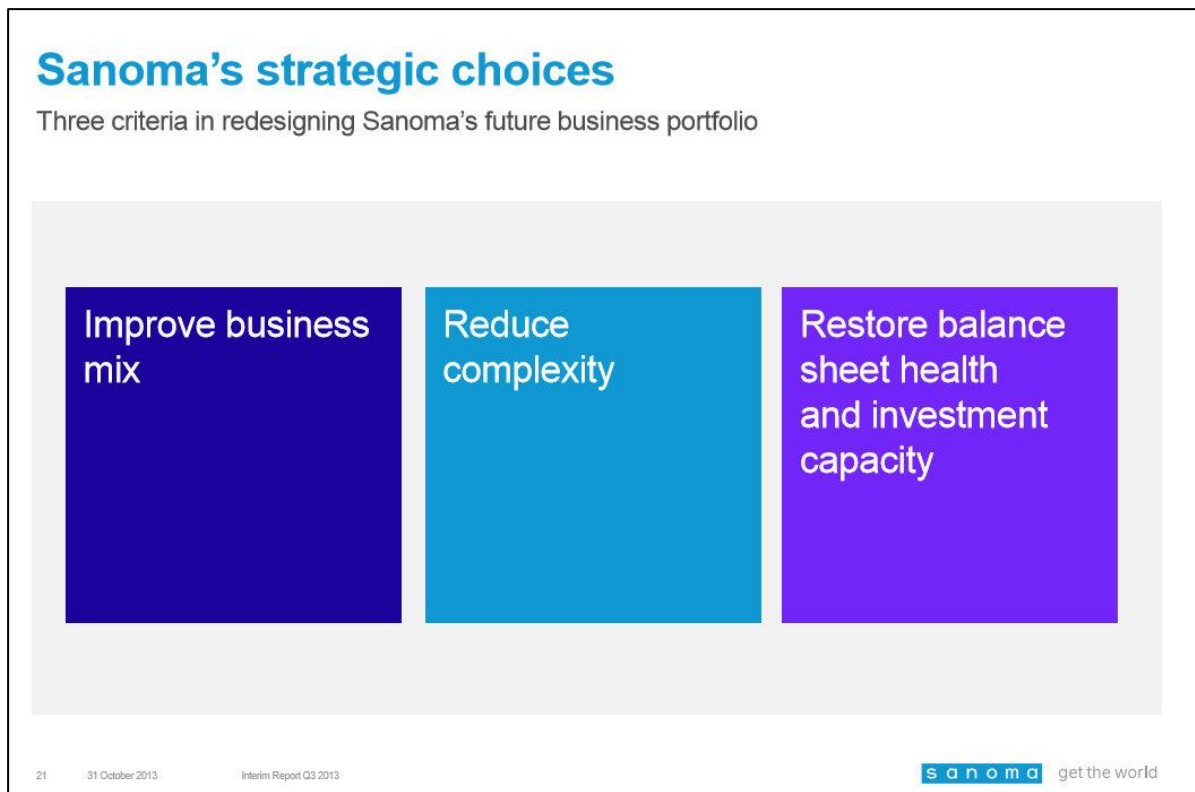 Sanoma’s strategic choices
Three criteria in redesigning Sanoma’s future business portfolio
Improve business
mix
Reduce
complexity
Restore balance
sheet health
and investment
capacity
21 31 October 2013 Interim Report Q3 2013
sanoma get the world